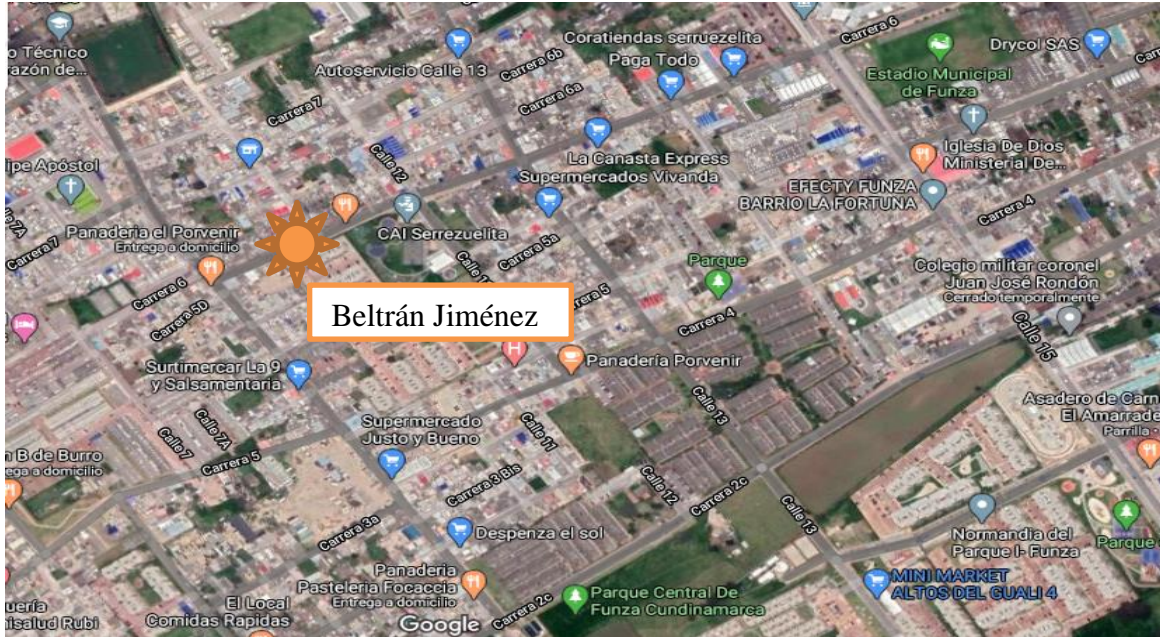 Carrera 6
Coratiendas serruezelita
Paga Todo
Drycol SAS
o Técnico
razón de...
Autoservicio Calle 13
Carrera 6b
Estadio Municipal
de Funza
Carrera 6a
Carrera 7
Iglesia De Dios
Ministerial De...
La Canasta Express
Supermercados Vivanda
lipe Apóstol
Calle 12
EFECTY FUNZA
BARRIO LA FORTUNA
Carrera 4
Panaderia el Porvenir
Entrega a domicilio
CAI Serrezuelita
Carrera 7
Carrera 5a
Parque
Colegio militar coronel
Juan José Rondón
Cerrado temporalmente
Carrera 6
Carrera 5D
Beltrán Jiménez
rrera 5
Carrera 4
Calle 15
Panadería Porvenir
Surtimercar La 9
y Salsamentaria
Calle 13
Asadero de Carn
El Amarrade
Parrilla
Supermercado
Justo y Bueno
Calle 7A
Calle 7
Calle 11
n B de Burro
ega a domicilio
Carrera 5
Carrera 3 Bis
Calle 12
Carrera 2c
Calle 13
Carrera 3a
Despenza el sol
Normandia del
Parque I- Funza
Parque
Panaderia
Pasteleria Focaccia
Entrega a domicilio
MINI MARKET
ALTOS DEL GUALI 4
Parque Central De
Funza Cundinamarca
El Local
Comidas Rapidas
uería
nisalud Rubi
Carrera 2c
Google